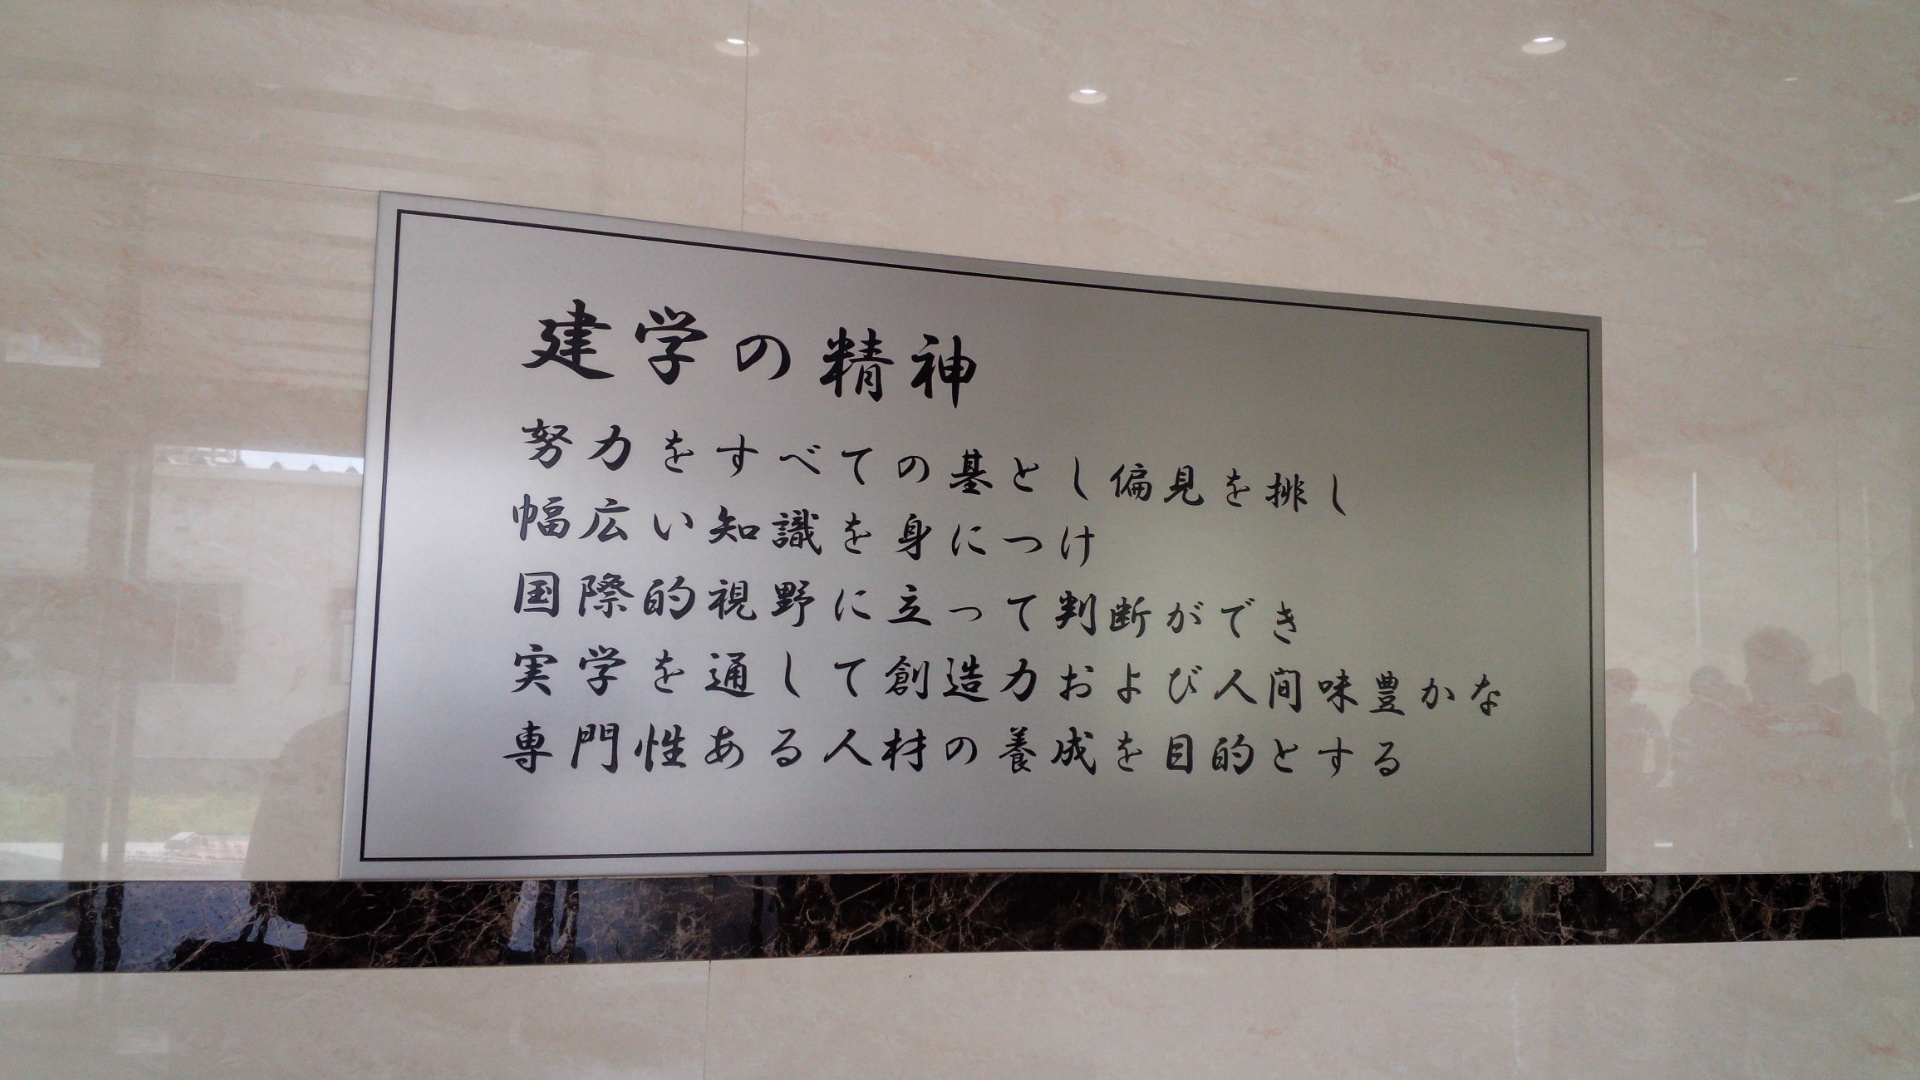 建学の精神
努力をすべての基とし偏見を排し
幅広い知識を身につけ
国際的視野に立って判断ができ
実学を通して創造力および人間味豊かな
専門性ある人材の養成を目的とする